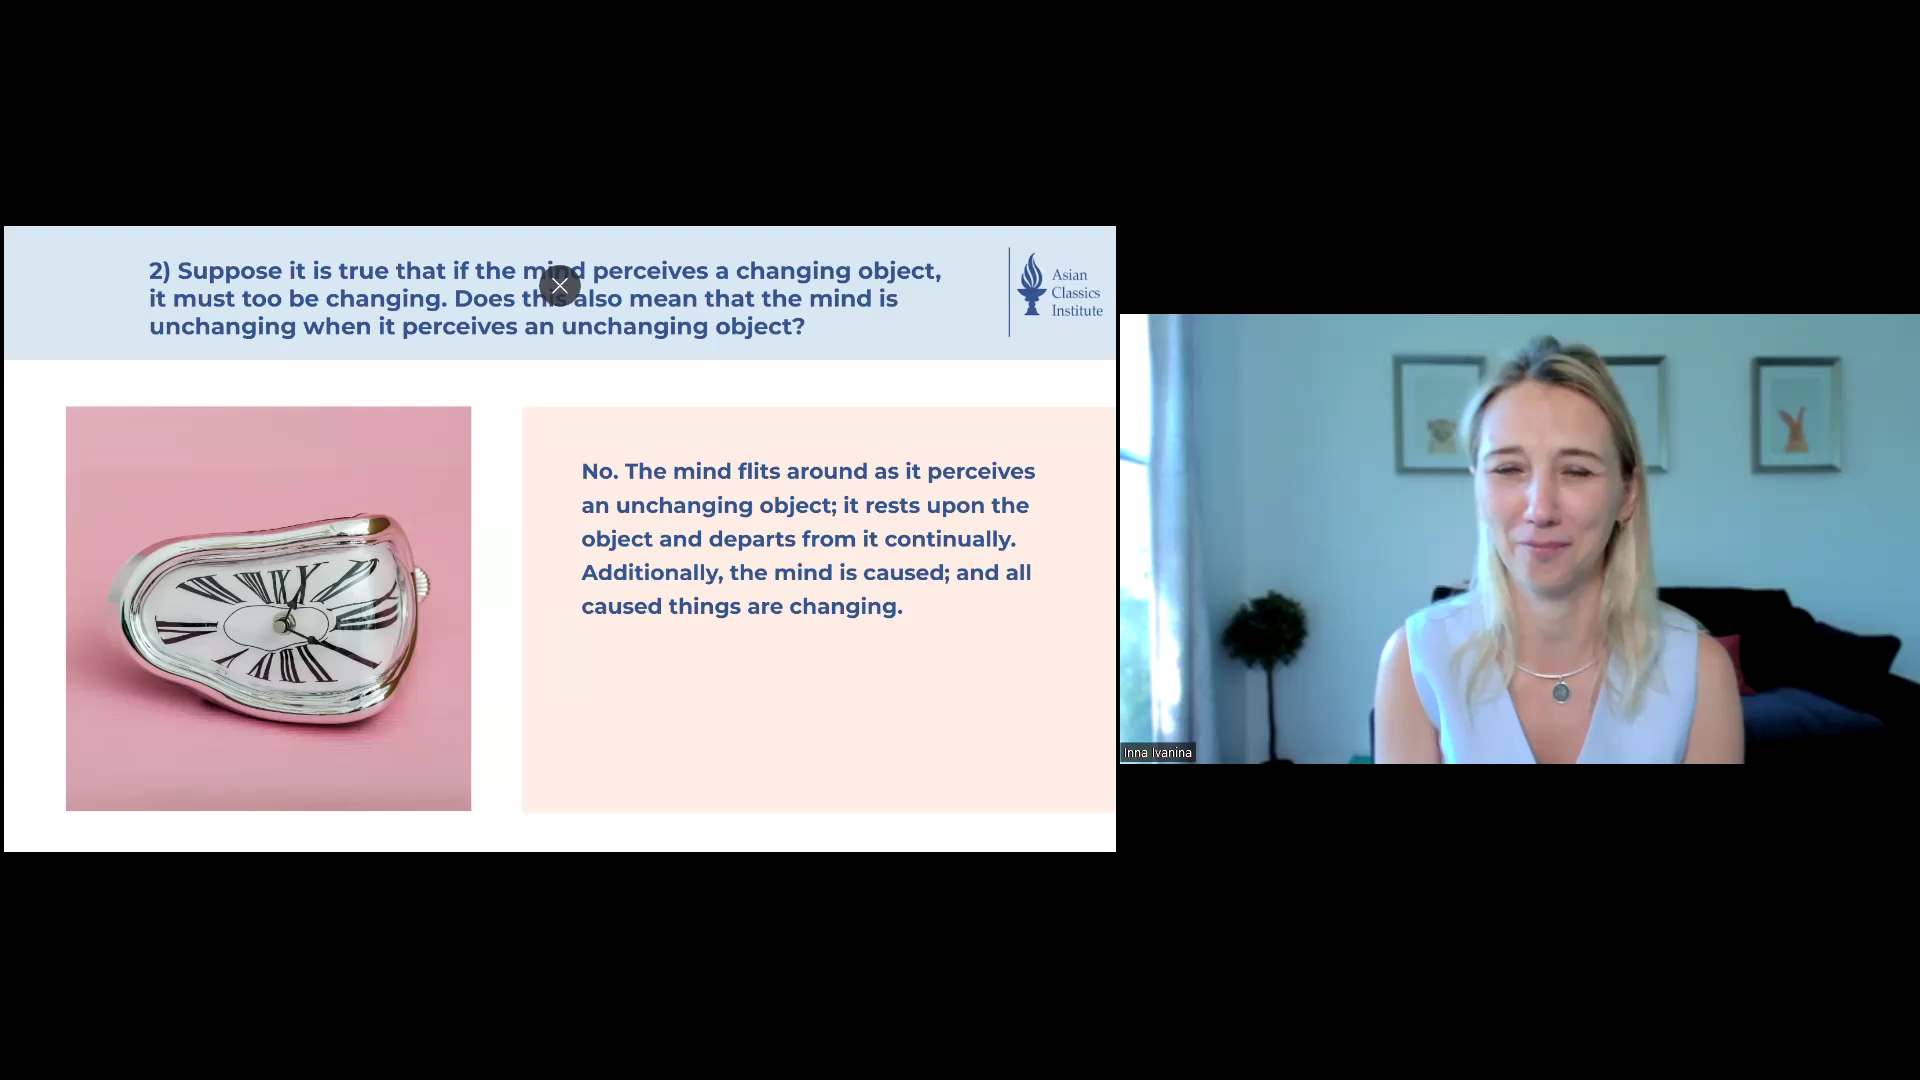 2) Suppose it is true that if the mind perceives a changing object,
it must too be changing. Does this also mean that the mind is
unchanging when it perceives an unchanging object?
Asian
Classics
Institute
No. The mind flits around as it perceives
an unchanging object; it rests upon the
object and departs from it continually.
Additionally, the mind is caused; and all
caused things are changing.
Inna Ivanina